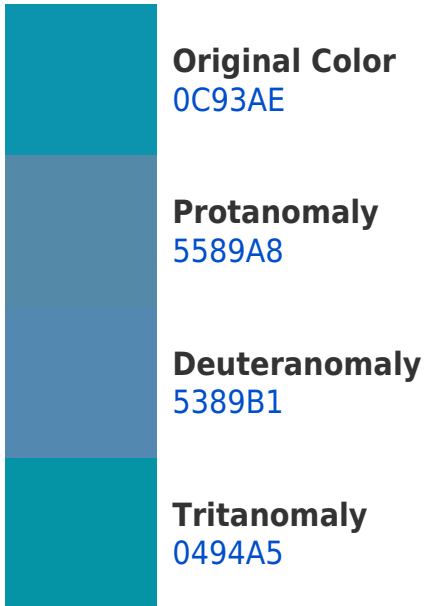 Original Color
0C93AE
Protanomaly
5589A8
Deuteranomaly
5389B1
Tritanomaly
0494A5